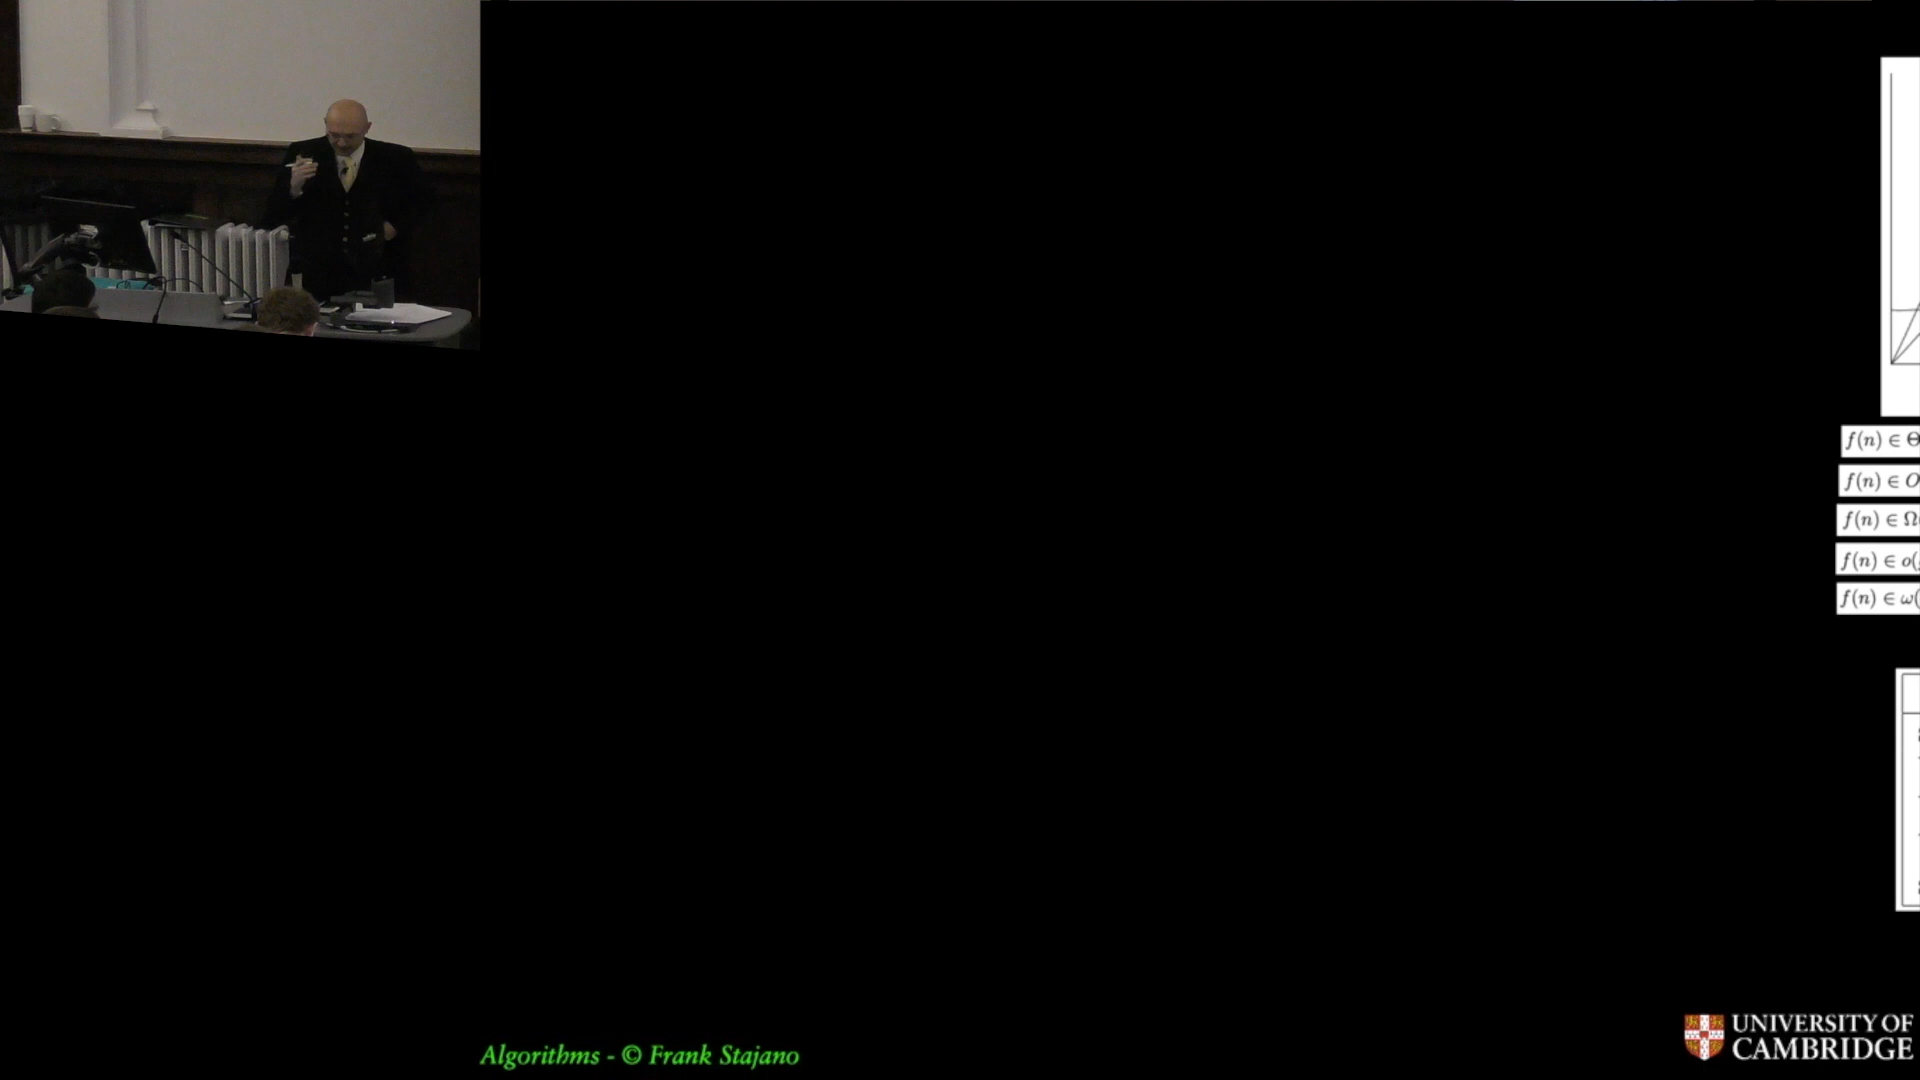 f(n) ∈ Θ
f(n) ∈ O
f(n) ∈ Ω(
f(n) ∈ o(
f(n) ∈ ω(
Algorithms - © Frank Stajano
UNIVERSITY OF
CAMBRIDGE